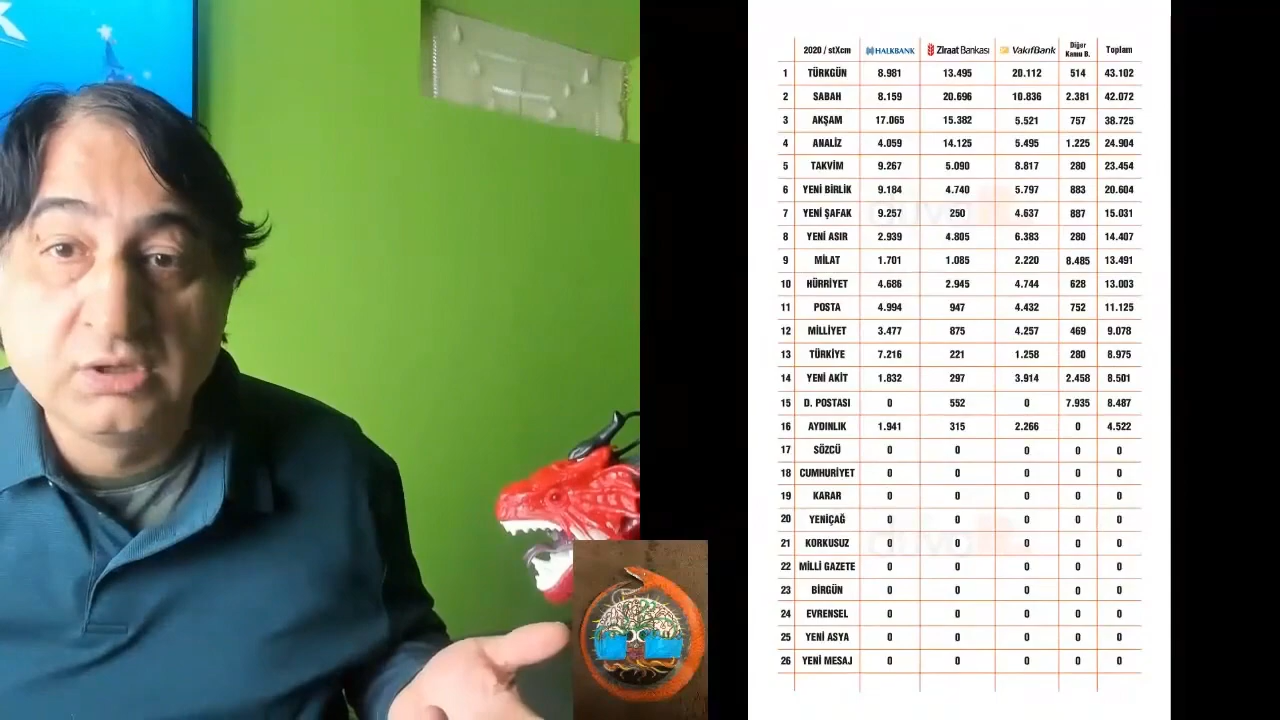 K
2020 / stXcm HALKBANK Ziraat Bankası VakıfBank Diğer Kamu B. Toplam
1 TÜRKGÜN 8.981 13.495 20.112 514 43.102
2 SABAH 8.159 20.696 10.836 2.381 42.072
3 AKŞAM 17.065 15.382 5.521 757 38.725
4 ANALİZ 4.059 14.125 5.495 1.225 24.904
5 TAKVİM 9.267 5.090 8.817 280 23.454
6 YENİ BİRLİK 9.184 4.740 5.797 883 20.604
7 YENİ ŞAFAK 9.257 250 4.637 887 15.031
8 YENİ ASIR 2.939 4.805 6.383 280 14.407
9 MİLAT 1.701 1.085 2.220 8.485 13.491
10 HÜRRİYET 4.686 2.945 4.744 628 13.003
11 POSTA 4.994 947 4.432 752 11.125
12 MİLLİYET 3.477 875 4.257 469 9.078
13 TÜRKİYE 7.216 221 1.258 280 8.975
14 YENİ AKİT 1.832 297 3.914 2.458 8.501
15 D. POSTASI 0 552 0 7.935 8.487
16 AYDINLIK 1.941 315 2.266 0 4.522
17 SÖZCÜ 0 0 0 0 0
18 CUMHURİYET 0 0 0 0 0
19 KARAR 0 0 0 0 0
20 YENİÇAĞ 0 0 0 0 0
21 KORKUSUZ 0 0 0 0 0
22 MİLLİ GAZETE 0 0 0 0 0
23 BİRGÜN 0 0 0 0 0
24 EVRENSEL 0 0 0 0 0
25 YENİ ASYA 0 0 0 0 0
26 YENİ MESAJ 0 0 0 0 0